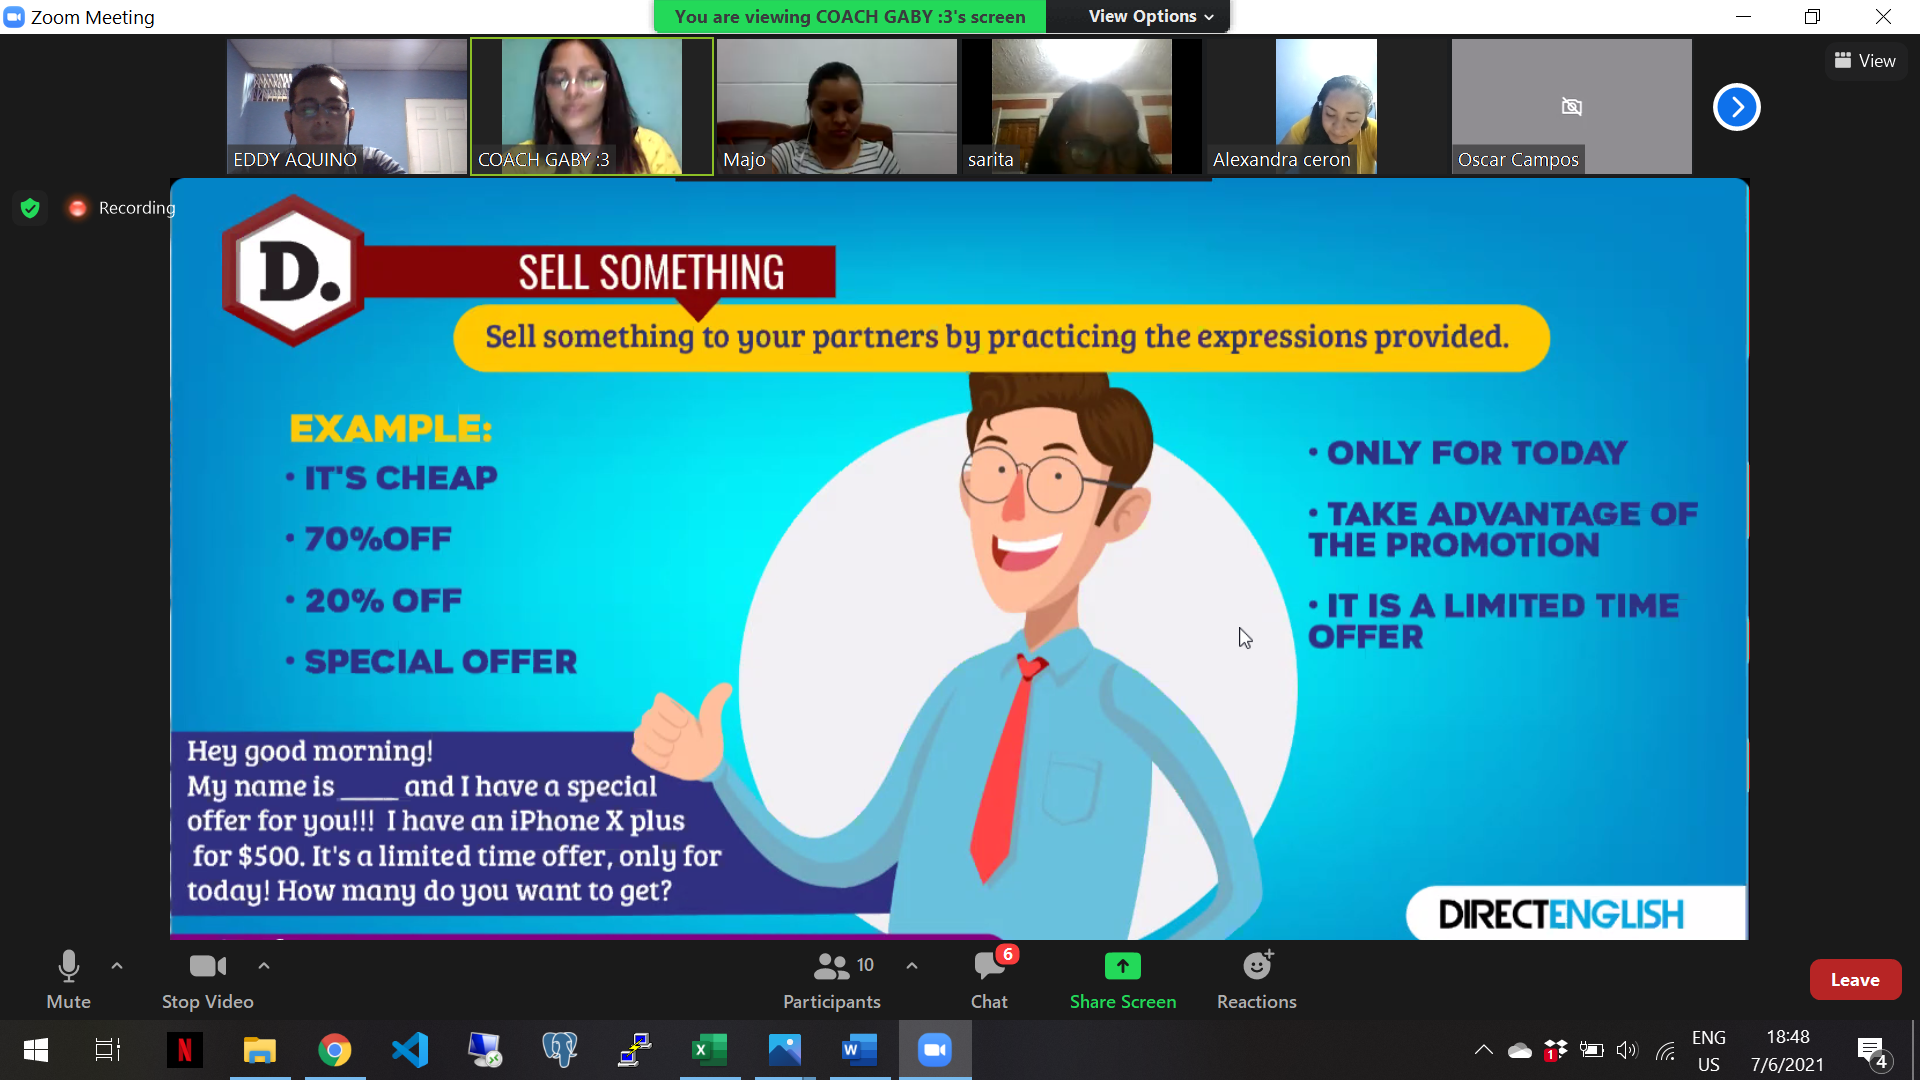 Zoom Meeting
You are viewing COACH GABY :3's screen
View Options
View
EDDY AQUINO
COACH GABY :3
Majo
sarita
Alexandra ceron
Oscar Campos
Recording
D.
SELL SOMETHING
Sell something to your partners by practicing the expressions provided.
EXAMPLE:
• IT'S CHEAP
• 70%OFF
• 20% OFF
• SPECIAL OFFER
• ONLY FOR TODAY
• TAKE ADVANTAGE OF
THE PROMOTION
• IT IS A LIMITED TIME
OFFER
Hey good morning!
My name is ____ and I have a special
offer for you!!! I have an iPhone X plus
for $500. It's a limited time offer, only for
today! How many do you want to get?
DIRECTENGLISH
Mute
Stop Video
10
Participants
6
Chat
Share Screen
Reactions
Leave
N
X
W
1
ENG
US
18:48
7/6/2021
4